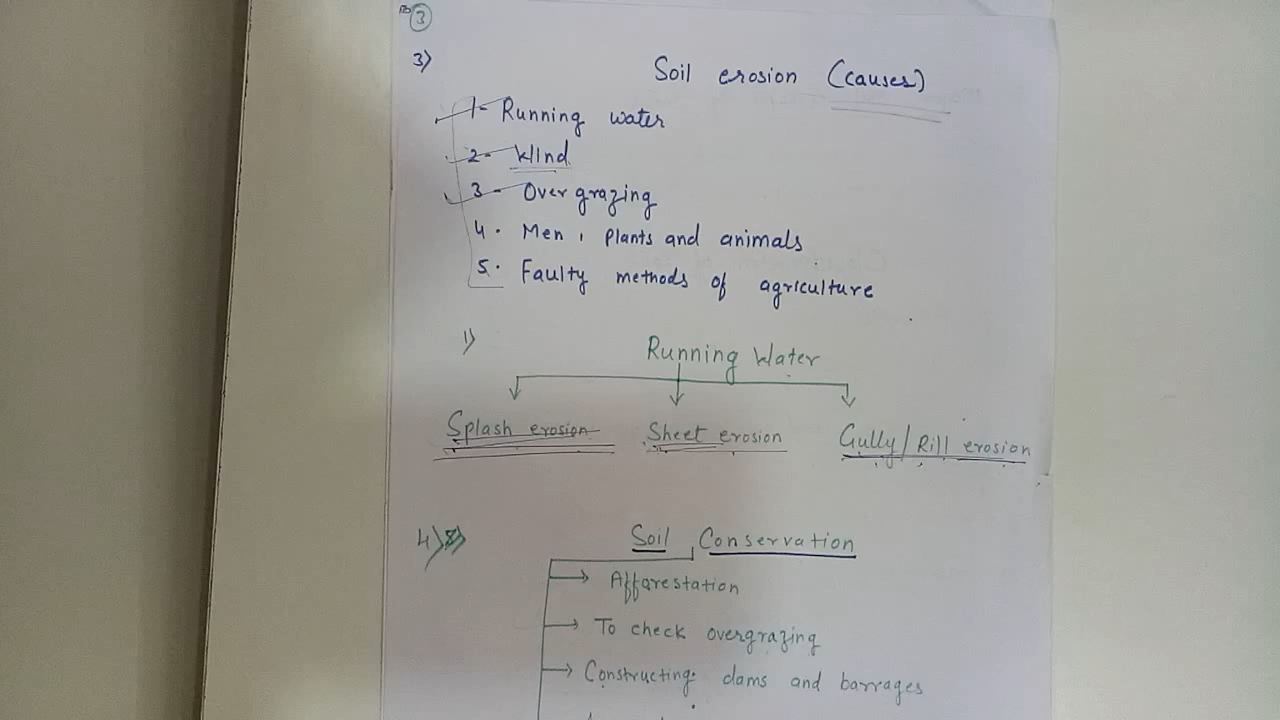 3
3) Soil erosion (causes)
1- Running water
2- Wind
3- Overgrazing
4. Men, Plants and animals
5. Faulty methods of agriculture
1) Running Water
Splash erosion Sheet erosion Gully/Rill erosion
4) Soil Conservation
Afforestation
To check overgrazing
Constructing dams and barrages